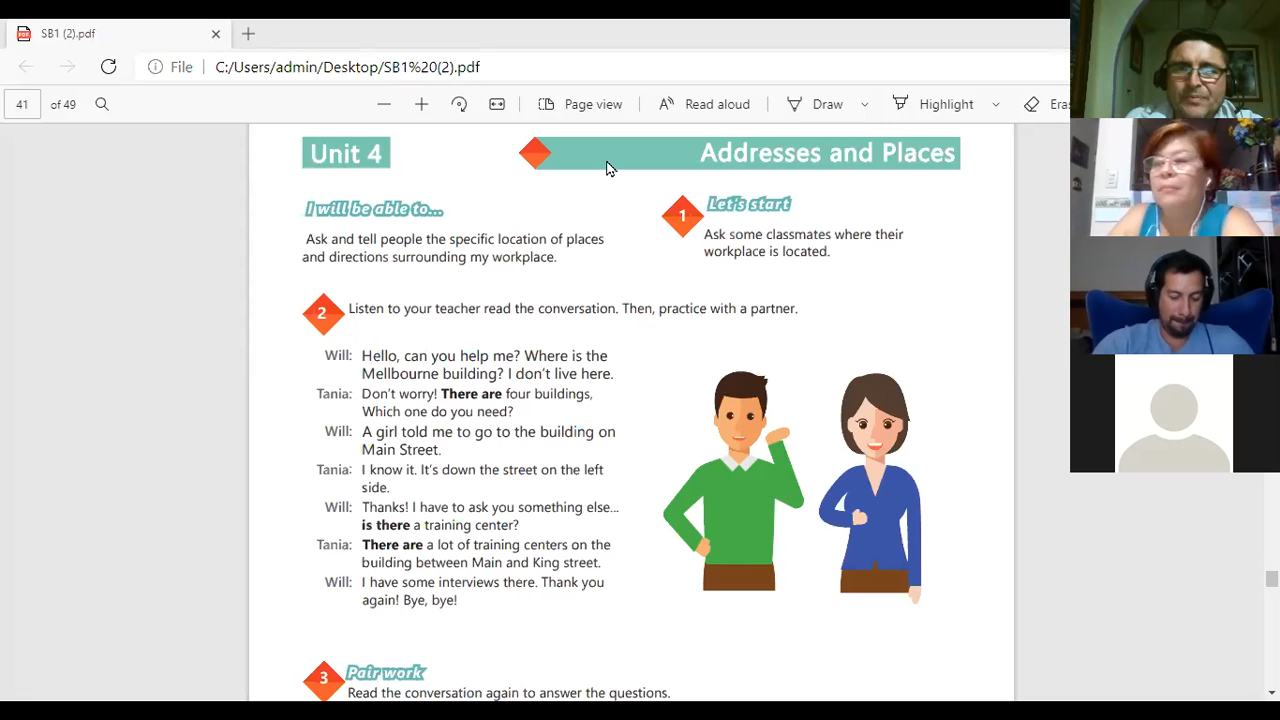 SB1 (2).pdf
File
C:/Users/admin/Desktop/SB1%20(2).pdf
41 of 49
Page view
Read aloud
Draw
Highlight
Eras
Unit 4
Addresses and Places
I will be able to...
Ask and tell people the specific location of places
and directions surrounding my workplace.
1 Let's start
Ask some classmates where their
workplace is located.
2 Listen to your teacher read the conversation. Then, practice with a partner.
Will: Hello, can you help me? Where is the
Mellbourne building? I don't live here.
Tania: Don't worry! There are four buildings,
Which one do you need?
Will: A girl told me to go to the building on
Main Street.
Tania: I know it. It's down the street on the left
side.
Will: Thanks! I have to ask you something else...
is there a training center?
Tania: There are a lot of training centers on the
building between Main and King street.
Will: I have some interviews there. Thank you
again! Bye, bye!
3 Pair work
Read the conversation again to answer the questions.